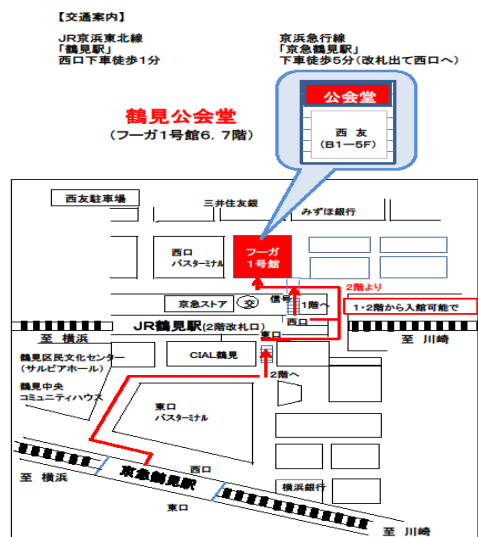 【交通案内】
JR京浜東北線
「鶴見駅」
西口下車徒歩1分
京浜急行線
「京急鶴見駅」
下車徒歩5分(改札出て西口へ)
公会堂
西友
(B1-5F)
鶴見公会堂
(フーガ1号館6.7階)
西友駐車場
三井住友銀
みずほ銀行
西口
バスターミナル
フーガ
1号館
2階より
京急ストア
交
信号
1階へ
1・2階から入館可能で
西口
JR鶴見駅(2階改札口)
東口
至 横浜
至 川崎
鶴見区民文化センター
(サルビアホール)
CIAL鶴見
2階へ
鶴見中央
コミュニティハウス
東口
バスターミナル
西口
京急鶴見駅
至 横浜
横浜銀行
東口
至 川崎